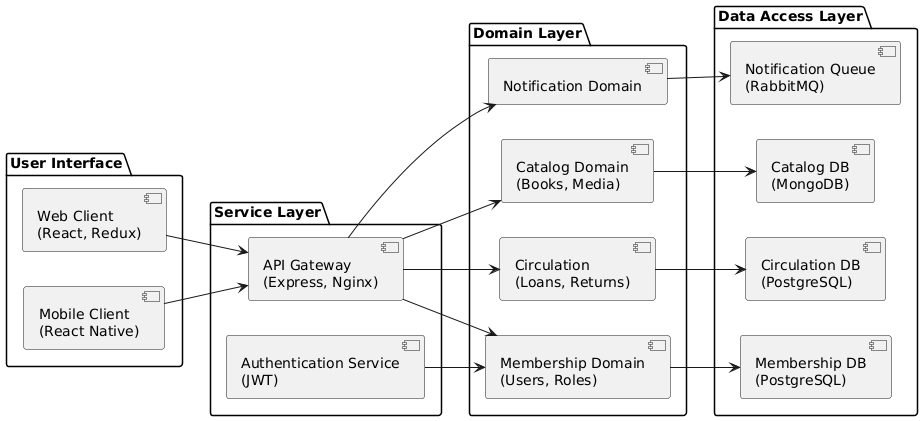 User Interface
Web Client
(React, Redux)
Mobile Client
(React Native)
Service Layer
API Gateway
(Express, Nginx)
Authentication Service
(JWT)
Domain Layer
Notification Domain
Catalog Domain
(Books, Media)
Circulation
(Loans, Returns)
Membership Domain
(Users, Roles)
Data Access Layer
Notification Queue
(RabbitMQ)
Catalog DB
(MongoDB)
Circulation DB
(PostgreSQL)
Membership DB
(PostgreSQL)